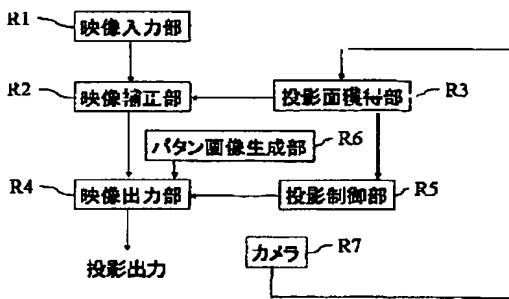 R1
映像入力部
R2
映像補正部
投影面獲得部
R3
パタン画像生成部
R6
R4
映像出力部
投影制御部
R5
カメラ
R7
投影出力